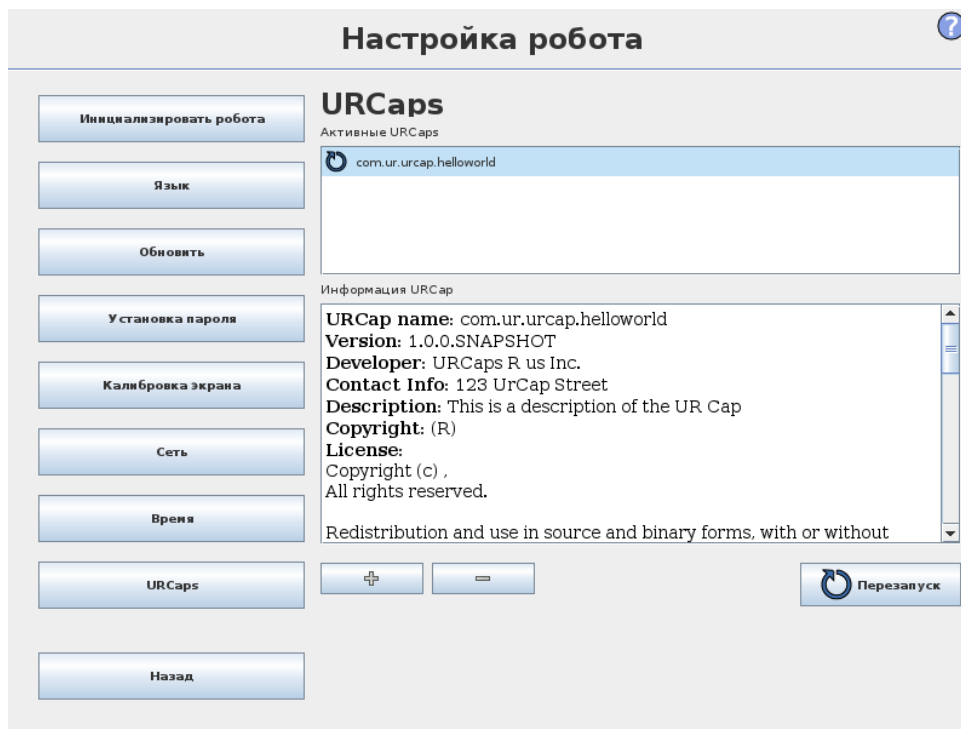 Настройка робота
?
Инициализировать робота
Язык
Обновить
Установка пароля
Калибровка экрана
Сеть
Время
URCaps
Назад
URCaps
Активные URCaps
com.ur.urcap.helloworld
Информация URCap
URCap name: com.ur.urcap.helloworld
Version: 1.0.0.SNAPSHOT
Developer: URCaps R us Inc.
Contact Info: 123 UrCap Street
Description: This is a description of the UR Cap
Copyright: (R)
License:
Copyright (c) ,
All rights reserved.
Redistribution and use in source and binary forms, with or without
Перезапуск